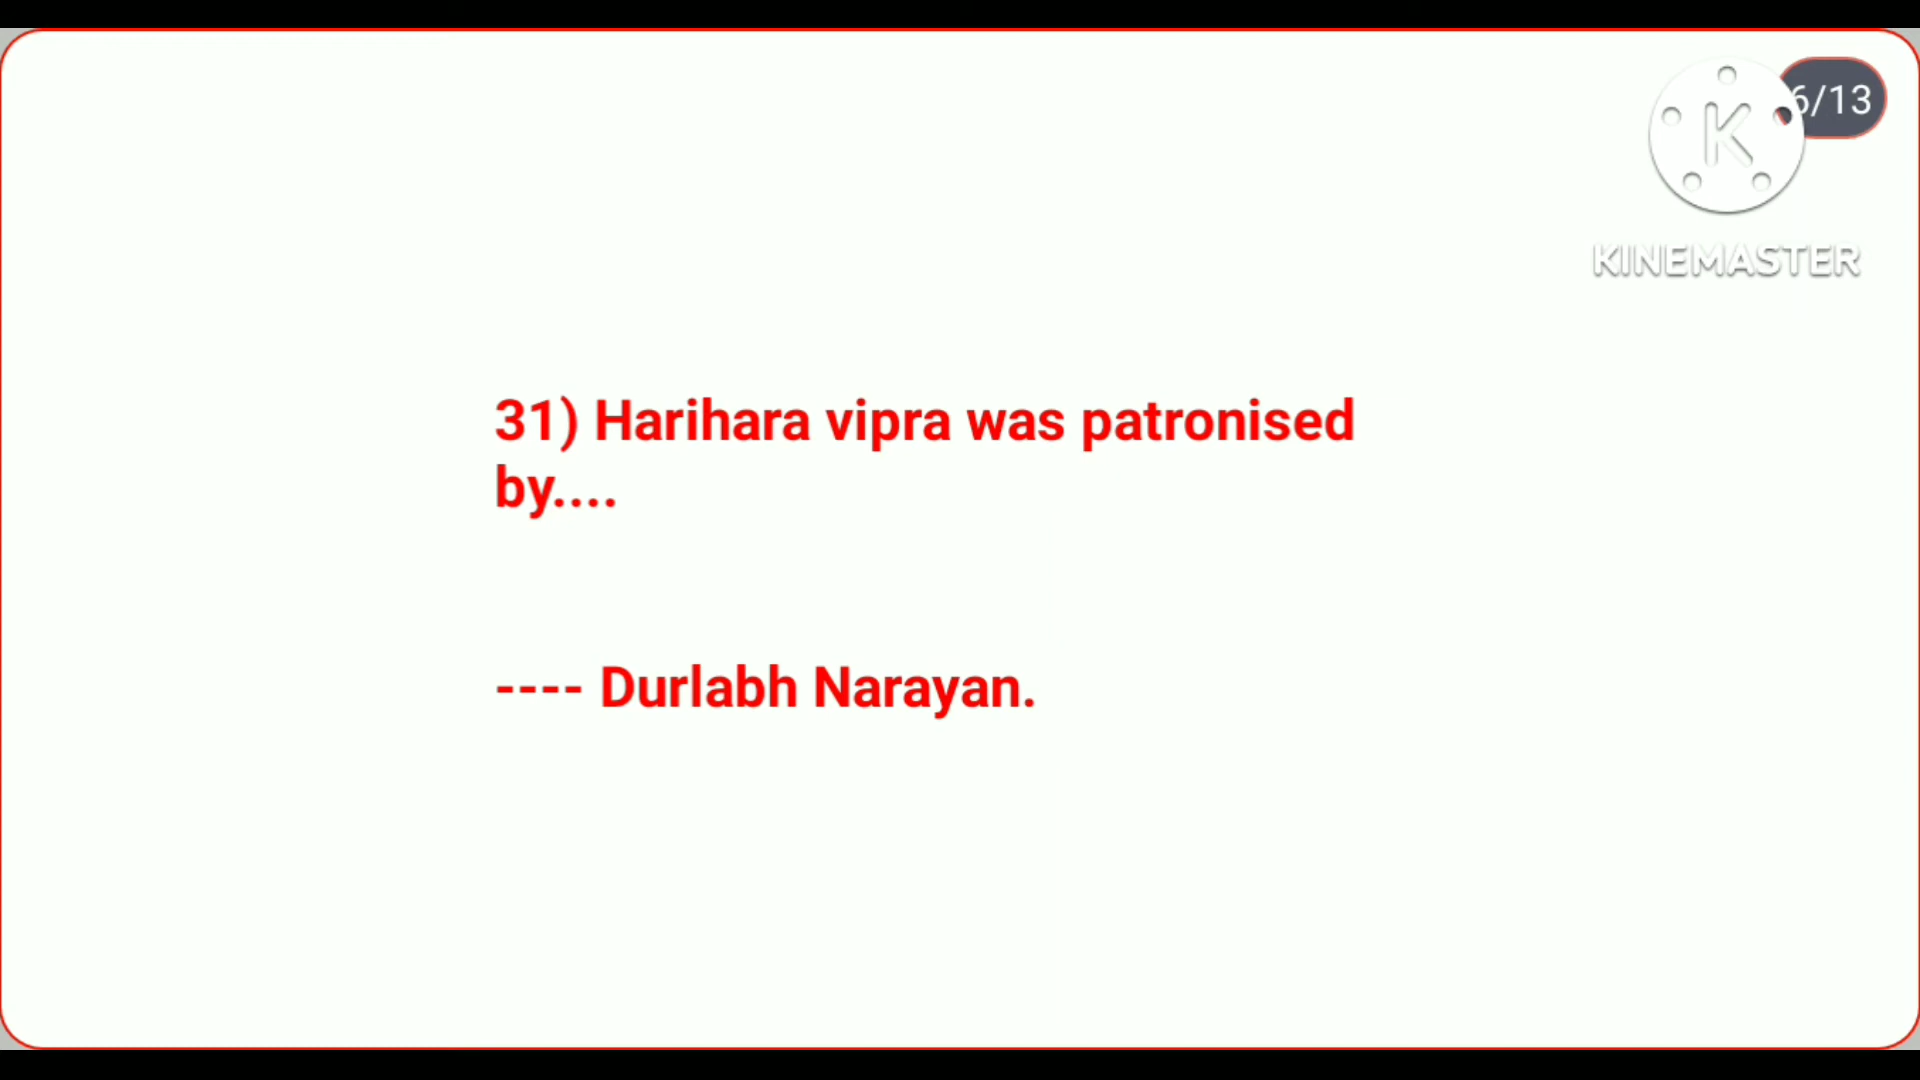 6/13
K
KINEMASTER
31) Harihara vipra was patronised
by....
---- Durlabh Narayan.